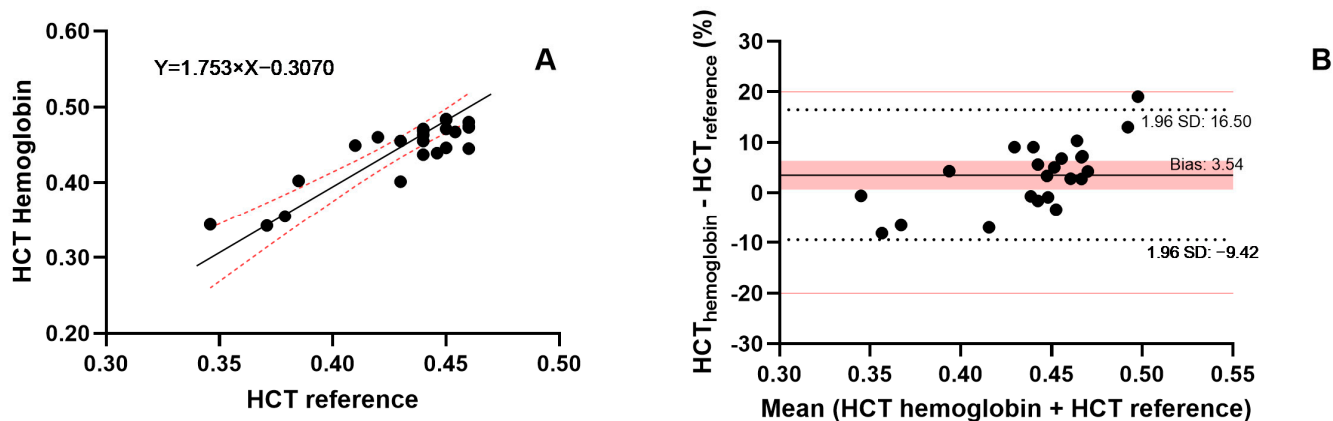 A
Y=1.753×X−0.3070
HCT Hemoglobin
0.60
0.50
0.40
0.30
0.20
0.30
0.35
0.40
0.45
0.50
HCT reference
B
HCThemoglobin - HCTreference (%)
30
20
10
0
-10
-20
-30
1.96 SD: 16.50
Bias: 3.54
1.96 SD: −9.42
0.30
0.35
0.40
0.45
0.50
0.55
Mean (HCT hemoglobin + HCT reference)